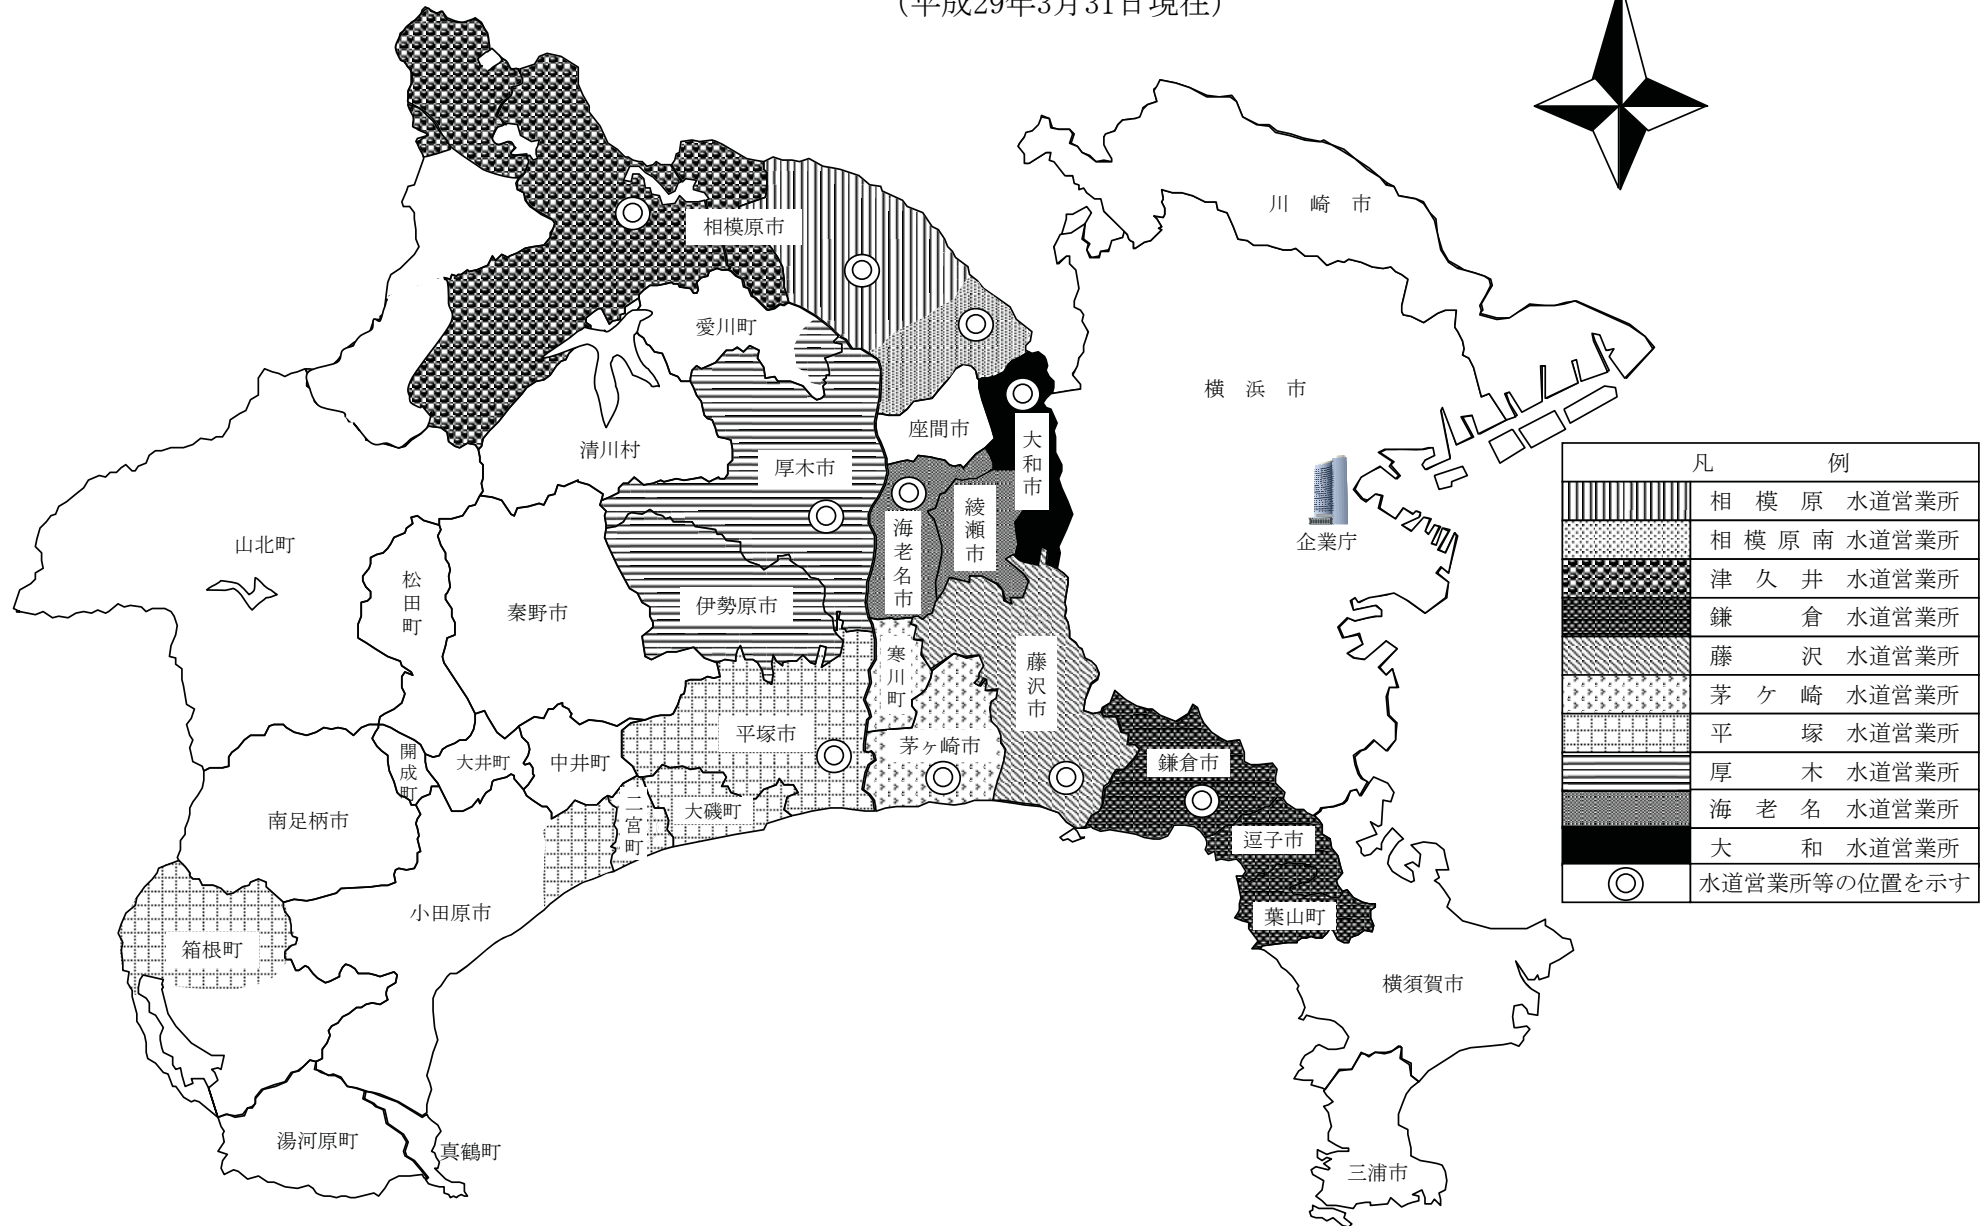 (平成29年3月31日現在)
川崎市
相模原市
愛川町
横浜市
座間市
大和市
清川村
厚木市
綾瀬市
海老名市
企業庁
山北町
松田町
秦野市
伊勢原市
寒川町
藤沢市
平塚市
茅ヶ崎市
鎌倉市
開成町
大井町
中井町
二宮町
大磯町
南足柄市
逗子市
小田原市
葉山町
箱根町
横須賀市
湯河原町
真鶴町
三浦市
凡例
相模原 水道営業所
相模原南 水道営業所
津久井 水道営業所
鎌倉 水道営業所
藤沢 水道営業所
茅ケ崎 水道営業所
平塚 水道営業所
厚木 水道営業所
海老名 水道営業所
大和 水道営業所
水道営業所等の位置を示す